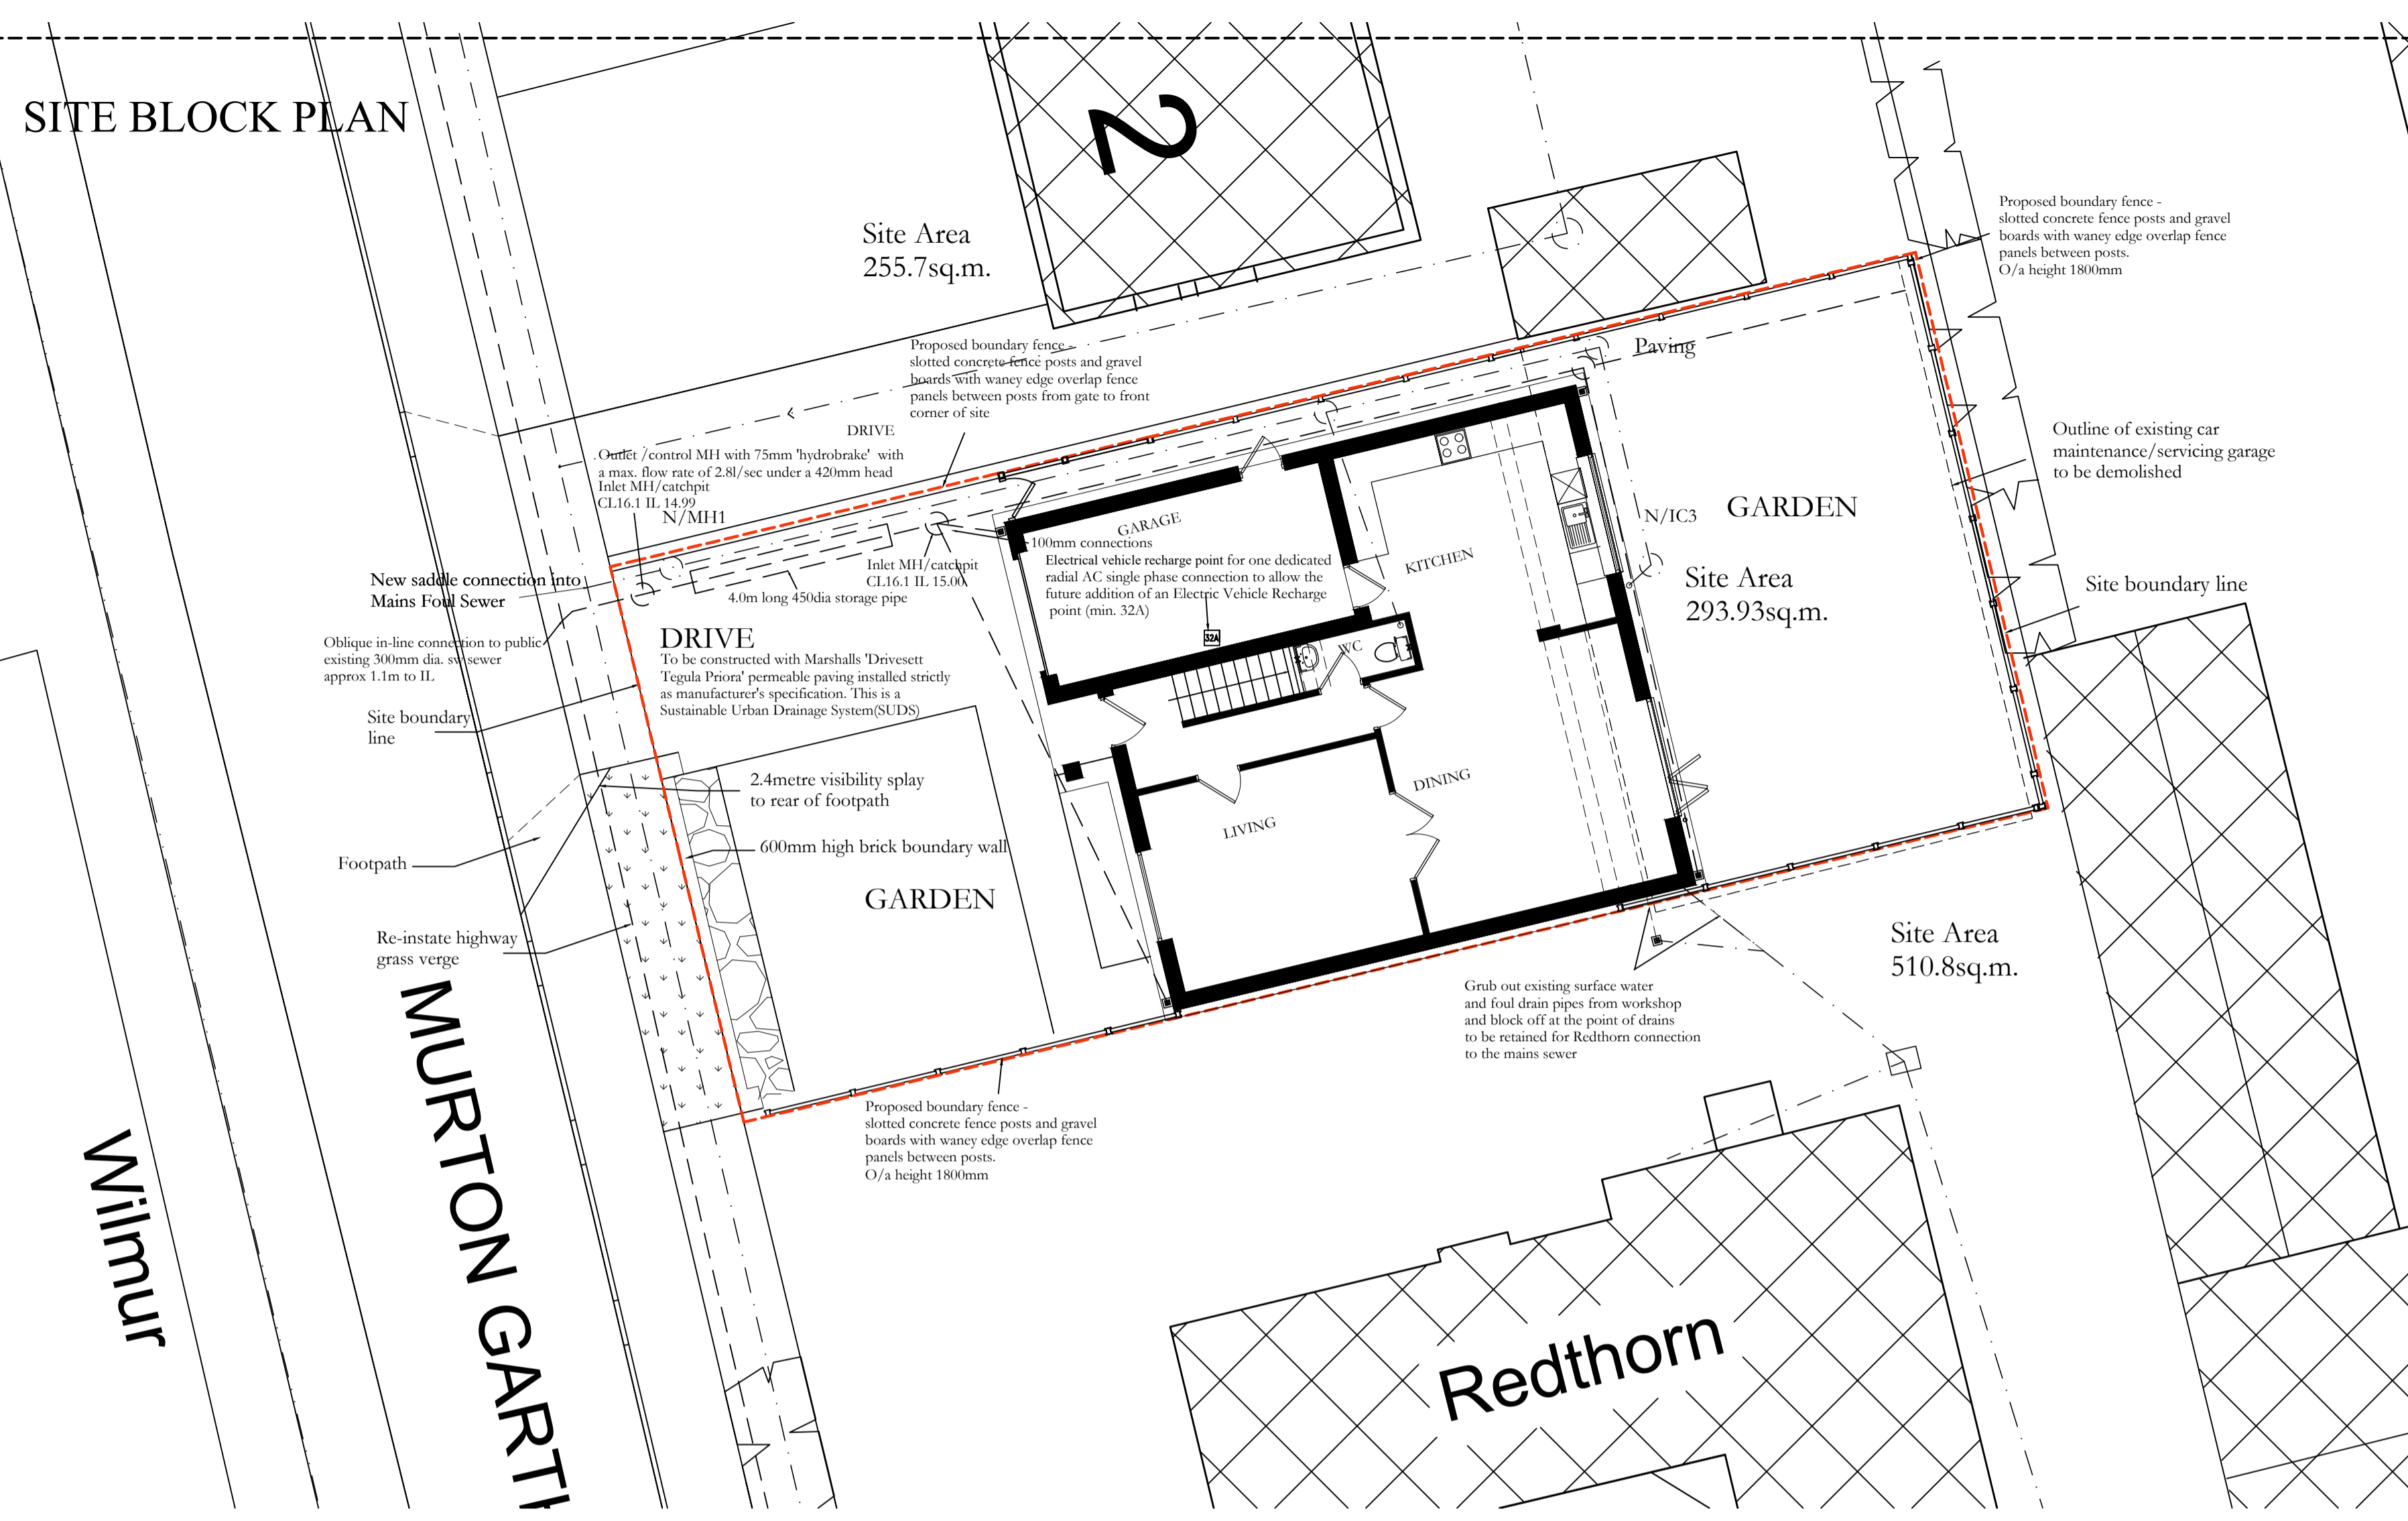 SITE BLOCK PLAN
2
Site Area
255.7sq.m.
Proposed boundary fence -
slotted concrete fence posts and gravel
boards with waney edge overlap fence
panels between posts.
O/a height 1800mm
Proposed boundary fence -
slotted concrete fence posts and gravel
boards with waney edge overlap fence
panels between posts from gate to front
corner of site
Paving
DRIVE
Outlet /control MH with 75mm 'hydrobrake' with
a max. flow rate of 2.8l/sec under a 420mm head
Inlet MH/catchpit
CL16.1 IL 14.99
N/MH1
Outline of existing car
maintenance/servicing garage
to be demolished
GARDEN
N/IC3
GARAGE
100mm connections
Electrical vehicle recharge point for one dedicated
radial AC single phase connection to allow the
future addition of an Electric Vehicle Recharge
point (min. 32A)
32A
KITCHEN
Inlet MH/catchpit
CL16.1 IL 15.00
4.0m long 450dia storage pipe
New saddle connection into
Mains Foul Sewer
Site Area
293.93sq.m.
Site boundary line
Oblique in-line connection to public
existing 300mm dia. sw sewer
approx 1.1m to IL
DRIVE
To be constructed with Marshalls 'Drivesett
Tegula Priora' permeable paving installed strictly
as manufacturer's specification. This is a
Sustainable Urban Drainage System(SUDS)
WC
Site boundary
line
2.4metre visibility splay
to rear of footpath
DINING
LIVING
600mm high brick boundary wall
Footpath
GARDEN
Re-instate highway
grass verge
Site Area
510.8sq.m.
Grub out existing surface water
and foul drain pipes from workshop
and block off at the point of drains
to be retained for Redthorn connection
to the mains sewer
Proposed boundary fence -
slotted concrete fence posts and gravel
boards with waney edge overlap fence
panels between posts.
O/a height 1800mm
MURTON GARTH
Wilmur
Redthorn